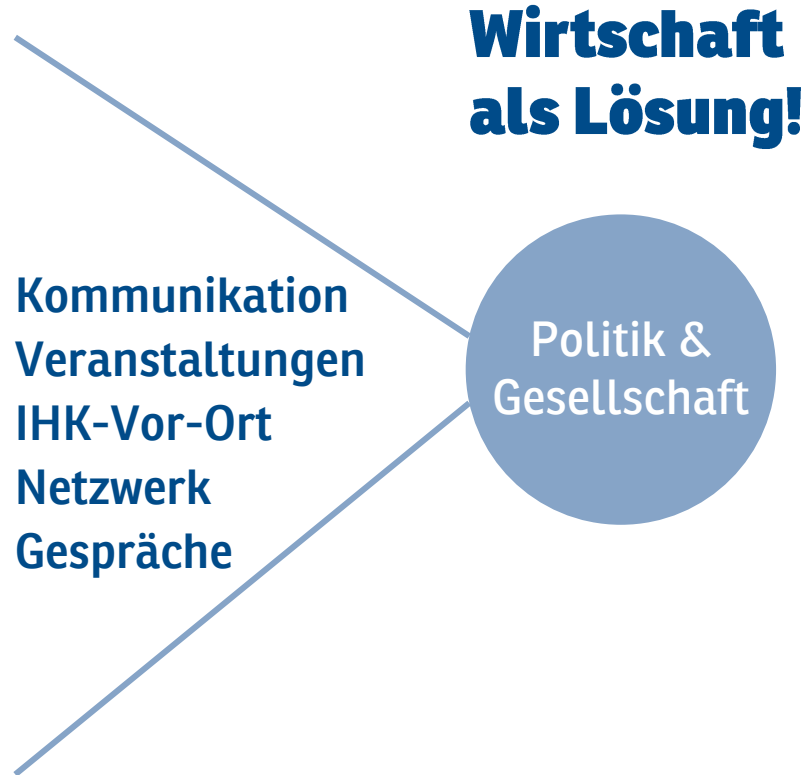 Wirtschaft
als Lösung!
Kommunikation
Veranstaltungen
IHK-Vor-Ort
Netzwerk
Gespräche
Politik &
Gesellschaft